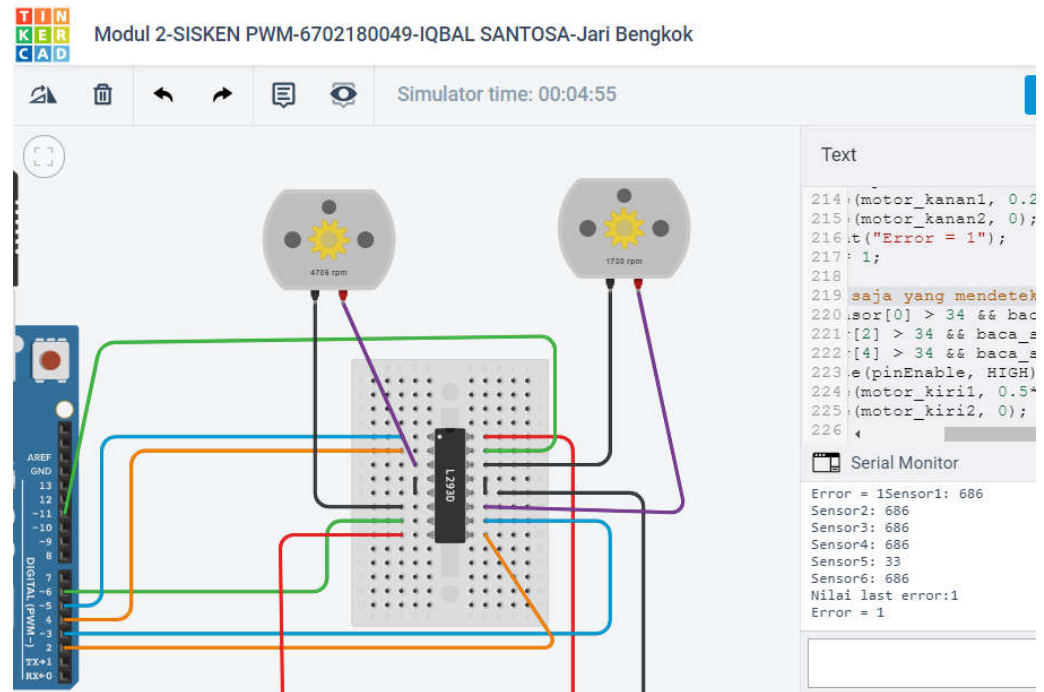 TIN
KER
CAD
Modul 2-SISKEN PWM-6702180049-IQBAL SANTOSA-Jari Bengkok
Simulator time: 00:04:55
4706 rpm
1730 rpm
L293D
AREF
GND
13
12
~11
~10
~9
8
7
~6
~5
4
~3
2
TX→1
RX←0
DIGITAL (PWM~)
Text
214 (motor_kanan1, 0.2
215 (motor_kanan2, 0);
216 t("Error = 1");
217 = 1;
218
219 saja yang mendetek
220 sor[0] > 34 && bac
221 [2] > 34 && baca_s
222 [4] > 34 && baca_s
223 e(pinEnable, HIGH)
224 (motor_kiri1, 0.5*
225 (motor_kiri2, 0);
226
Serial Monitor
Error = 1Sensor1: 686
Sensor2: 686
Sensor3: 686
Sensor4: 686
Sensor5: 33
Sensor6: 686
Nilai last error:1
Error = 1